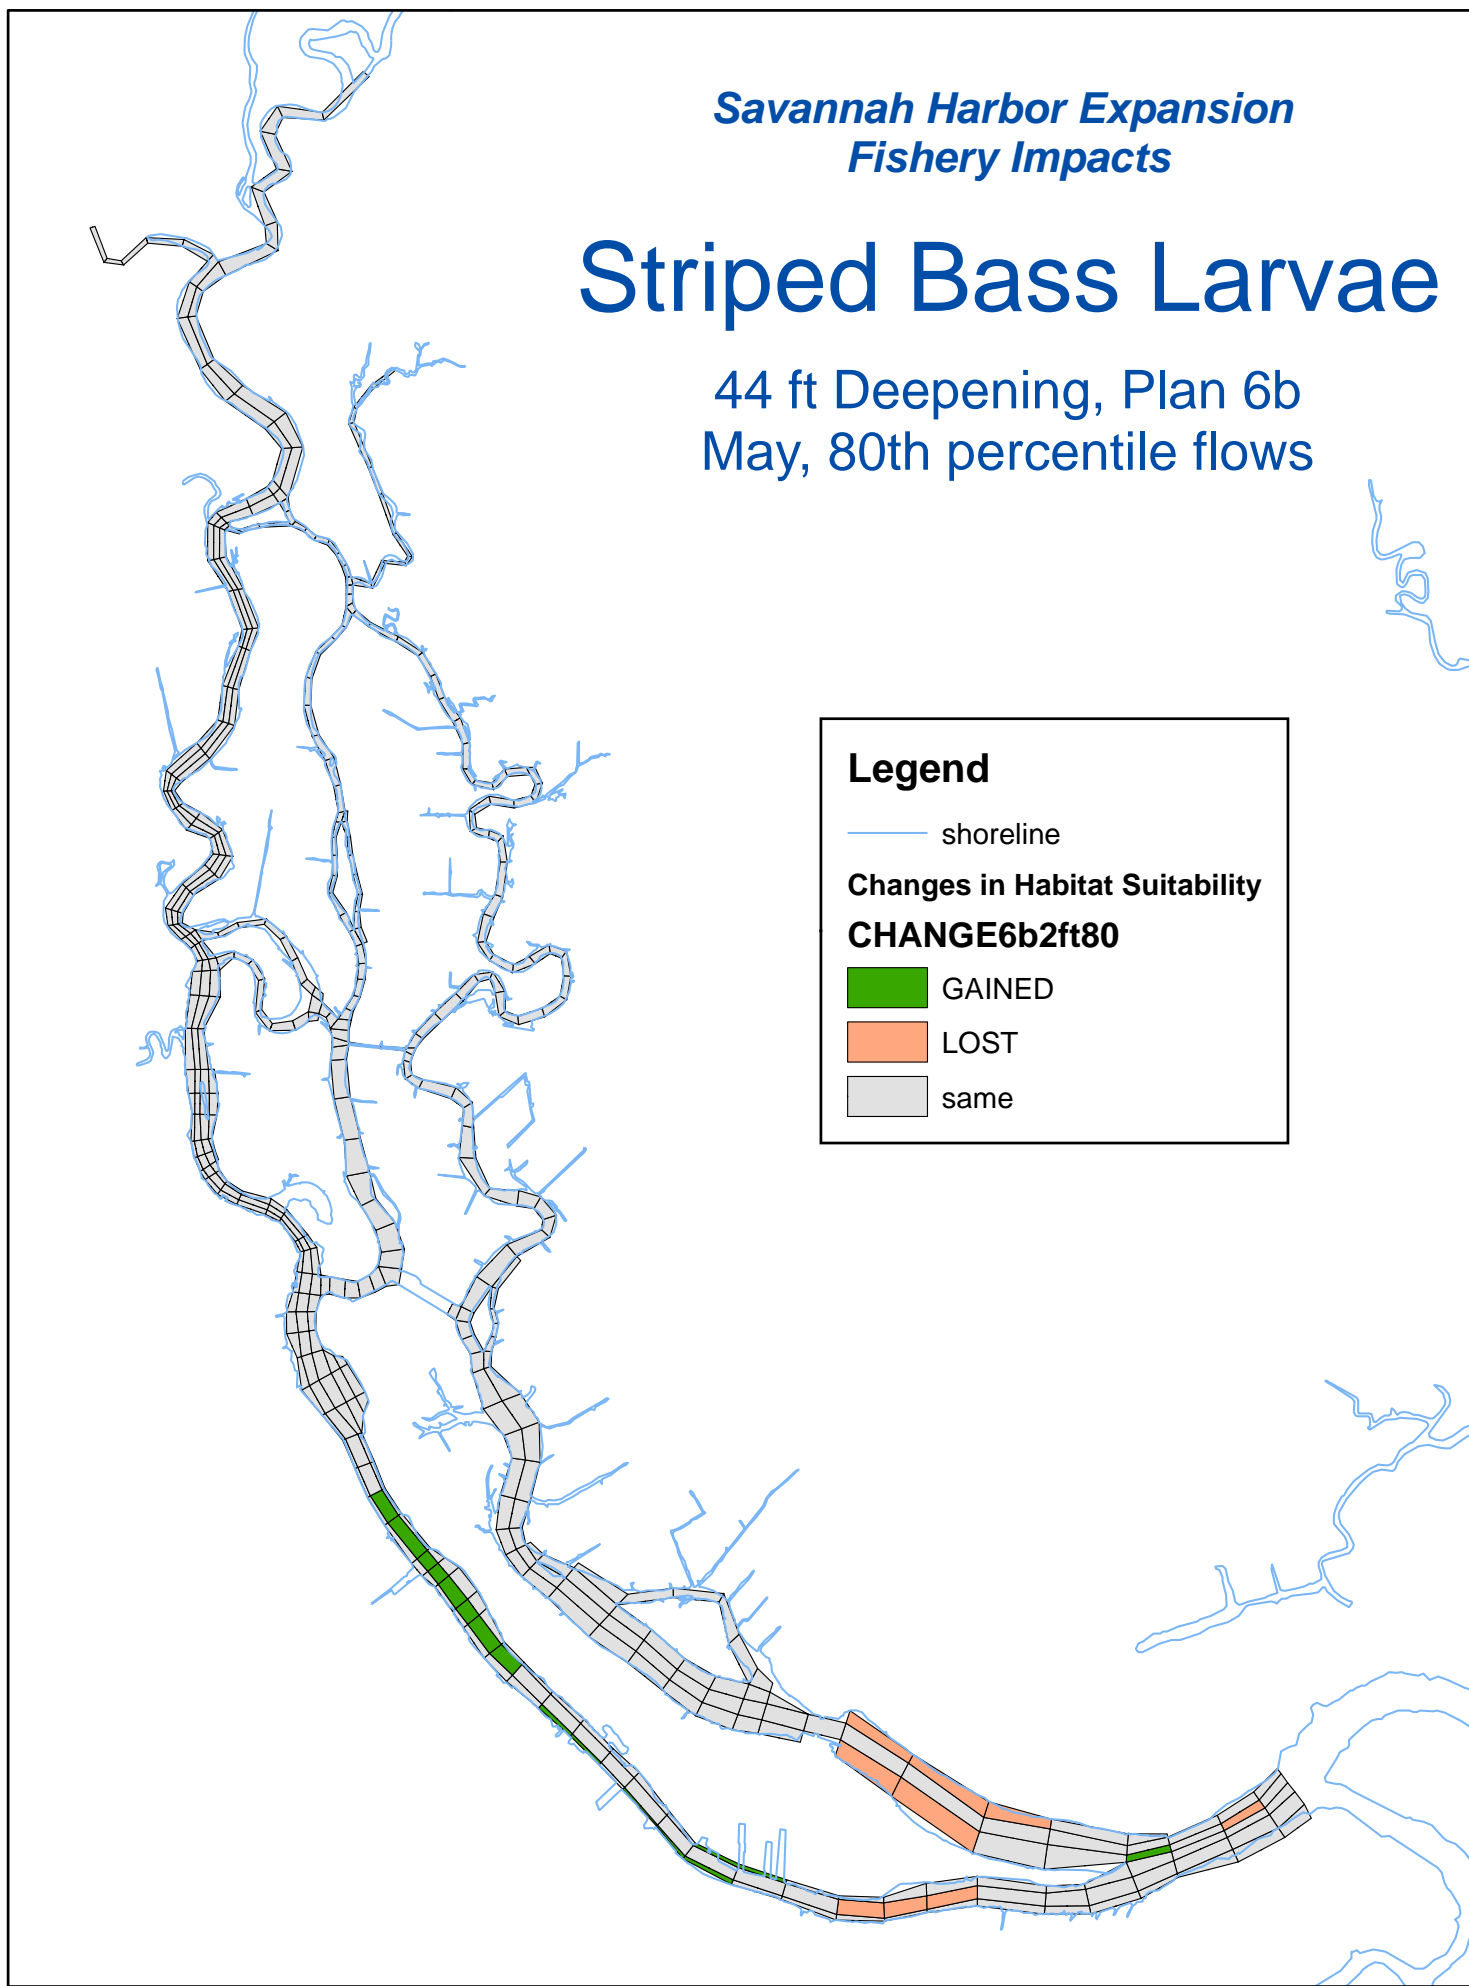 Savannah Harbor Expansion
Fishery Impacts
Striped Bass Larvae
44 ft Deepening, Plan 6b
May, 80th percentile flows
Legend
shoreline
Changes in Habitat Suitability
CHANGE6b2ft80
GAINED
LOST
same